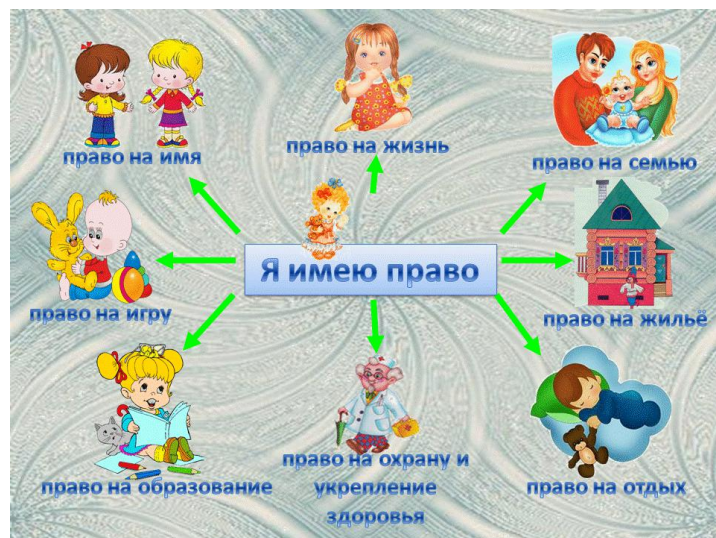 право на имя
право на жизнь
право на семью
Я имею право
право на игру
право на жильё
право на образование
право на охрану и
укрепление
здоровья
право на отдых